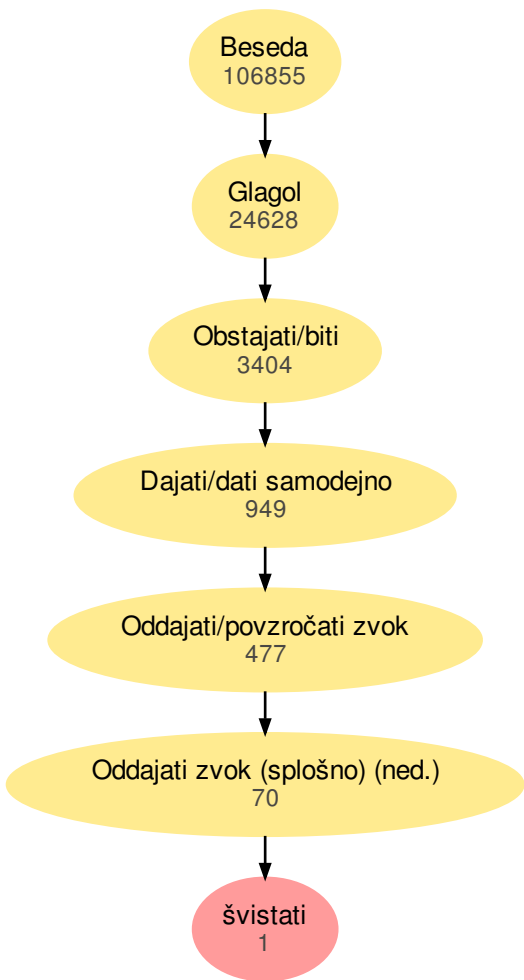 Beseda
106855
Glagol
24628
Obstajati/biti
3404
Dajati/dati samodejno
949
Oddajati/povzročati zvok
477
Oddajati zvok (splošno) (ned.)
70
švistati
1